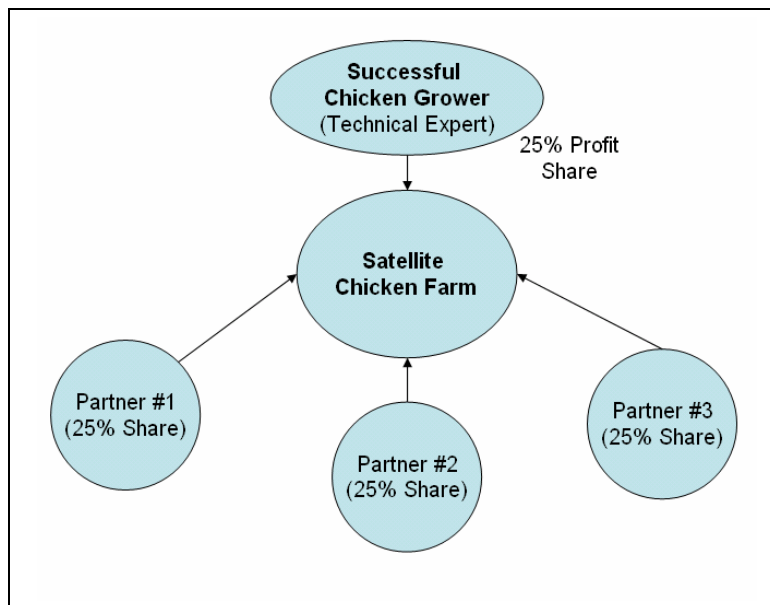 Successful
Chicken Grower
(Technical Expert)
25% Profit
Share
Satellite
Chicken Farm
Partner #1
(25% Share)
Partner #2
(25% Share)
Partner #3
(25% Share)